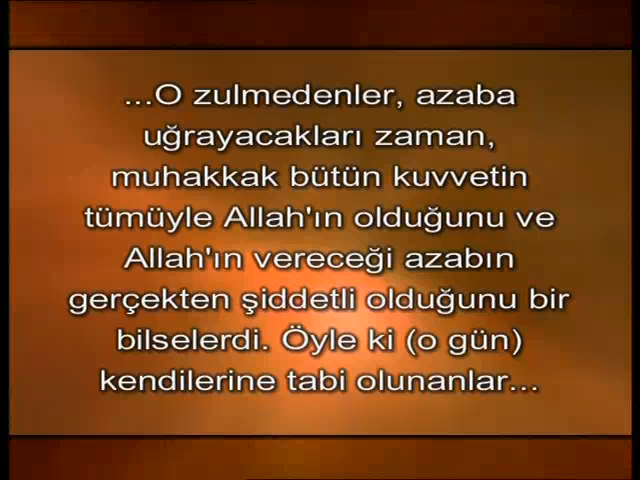 ...O zulmedenler, azaba
uğrayacakları zaman,
muhakkak bütün kuvvetin
tümüyle Allah'ın olduğunu ve
Allah'ın vereceği azabın
gerçekten şiddetli olduğunu bir
bilselerdi. Öyle ki (o gün)
kendilerine tabi olunanlar...